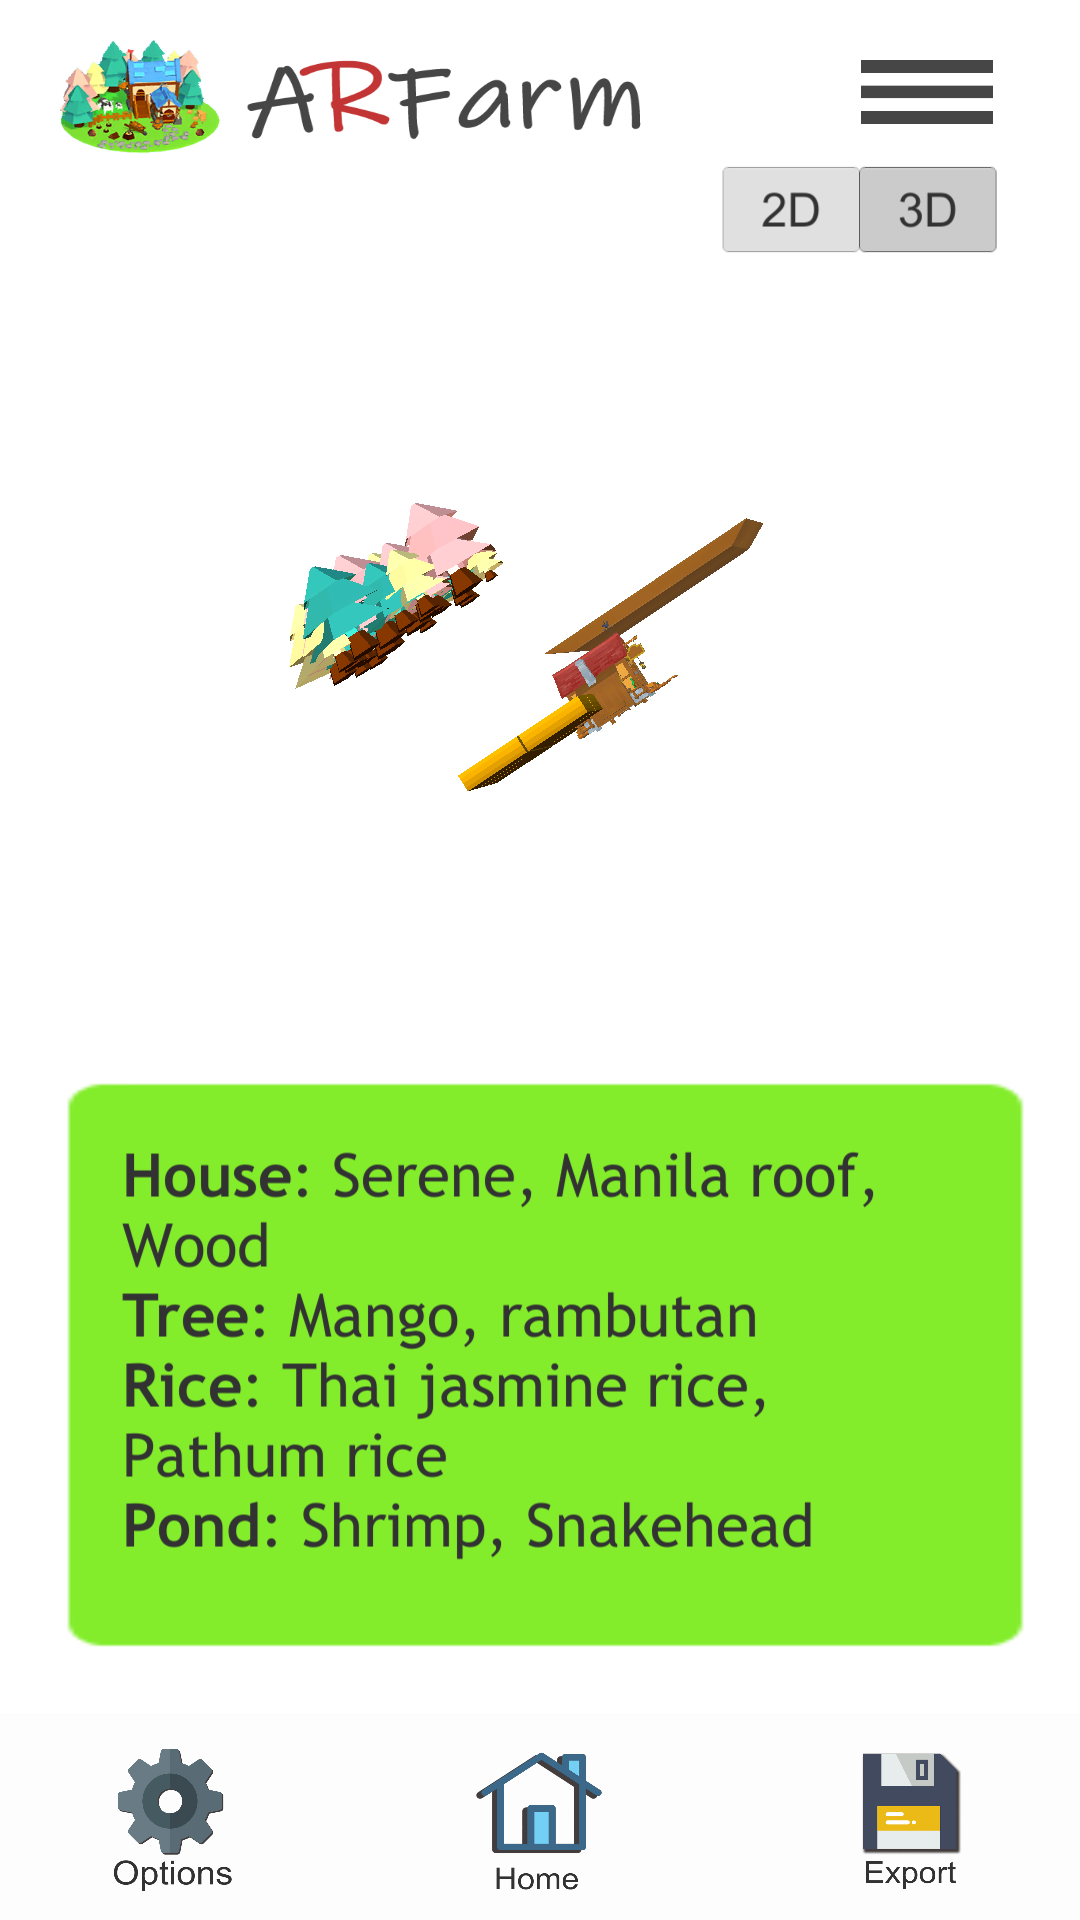 ARFarm
2D 3D
House: Serene, Manila roof,
Wood
Tree: Mango, rambutan
Rice: Thai jasmine rice,
Pathum rice
Pond: Shrimp, Snakehead
Options Home Export